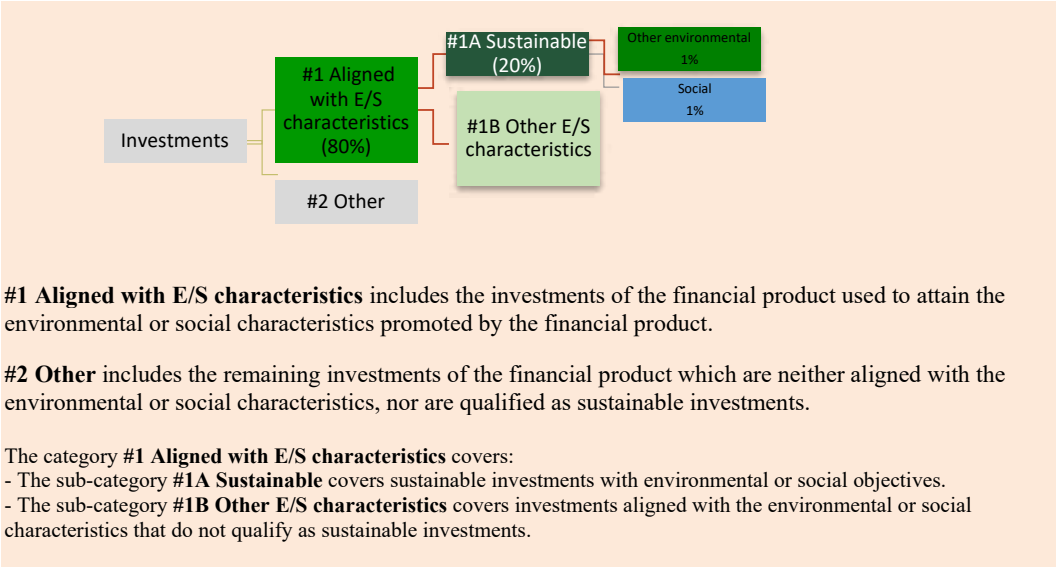 Investments
#1 Aligned
with E/S
characteristics
(80%)
#2 Other
#1A Sustainable
(20%)
#1B Other E/S
characteristics
Other environmental
1%
Social
1%
#1 Aligned with E/S characteristics includes the investments of the financial product used to attain the
environmental or social characteristics promoted by the financial product.
#2 Other includes the remaining investments of the financial product which are neither aligned with the
environmental or social characteristics, nor are qualified as sustainable investments.
The category #1 Aligned with E/S characteristics covers:
- The sub-category #1A Sustainable covers sustainable investments with environmental or social objectives.
- The sub-category #1B Other E/S characteristics covers investments aligned with the environmental or social
characteristics that do not qualify as sustainable investments.